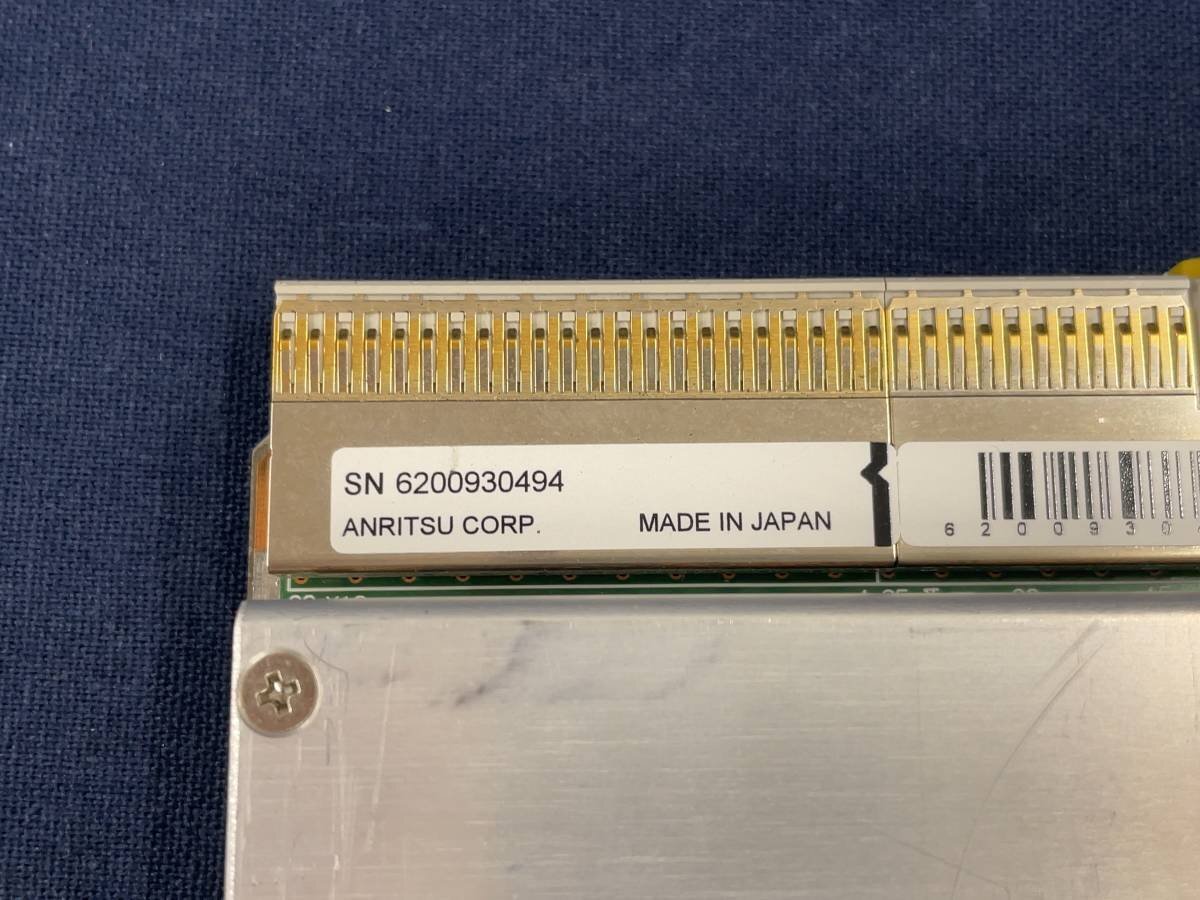 SN 6200930494
ANRITSU CORP. MADE IN JAPAN
6 2 0 0 9 3 0